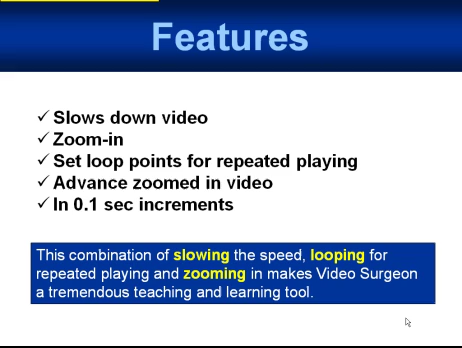 Features
✓ Slows down video
✓ Zoom-in
✓ Set loop points for repeated playing
✓ Advance zoomed in video
✓ In 0.1 sec increments
This combination of slowing the speed, looping for
repeated playing and zooming in makes Video Surgeon
a tremendous teaching and learning tool.